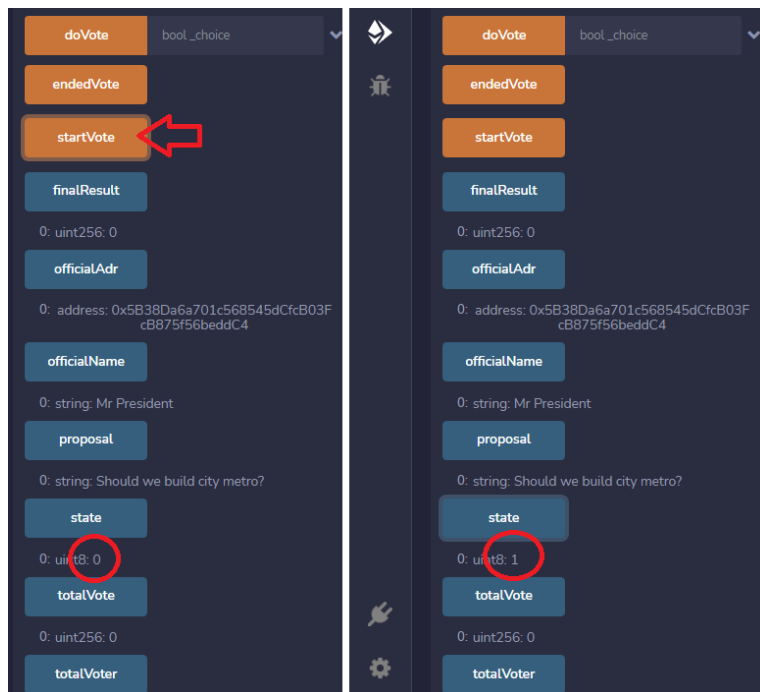 doVote bool _choice
endedVote
startVote
finalResult
0: uint256: 0
officialAdr
0: address: 0x5B38Da6a701c568545dCfcB03F
cB875f56beddC4
officialName
0: string: Mr President
proposal
0: string: Should we build city metro?
state
0: uint8: 0
totalVote
0: uint256: 0
totalVoter
doVote bool _choice
endedVote
startVote
finalResult
0: uint256: 0
officialAdr
0: address: 0x5B38Da6a701c568545dCfcB03F
cB875f56beddC4
officialName
0: string: Mr President
proposal
0: string: Should we build city metro?
state
0: uint8: 1
totalVote
0: uint256: 0
totalVoter